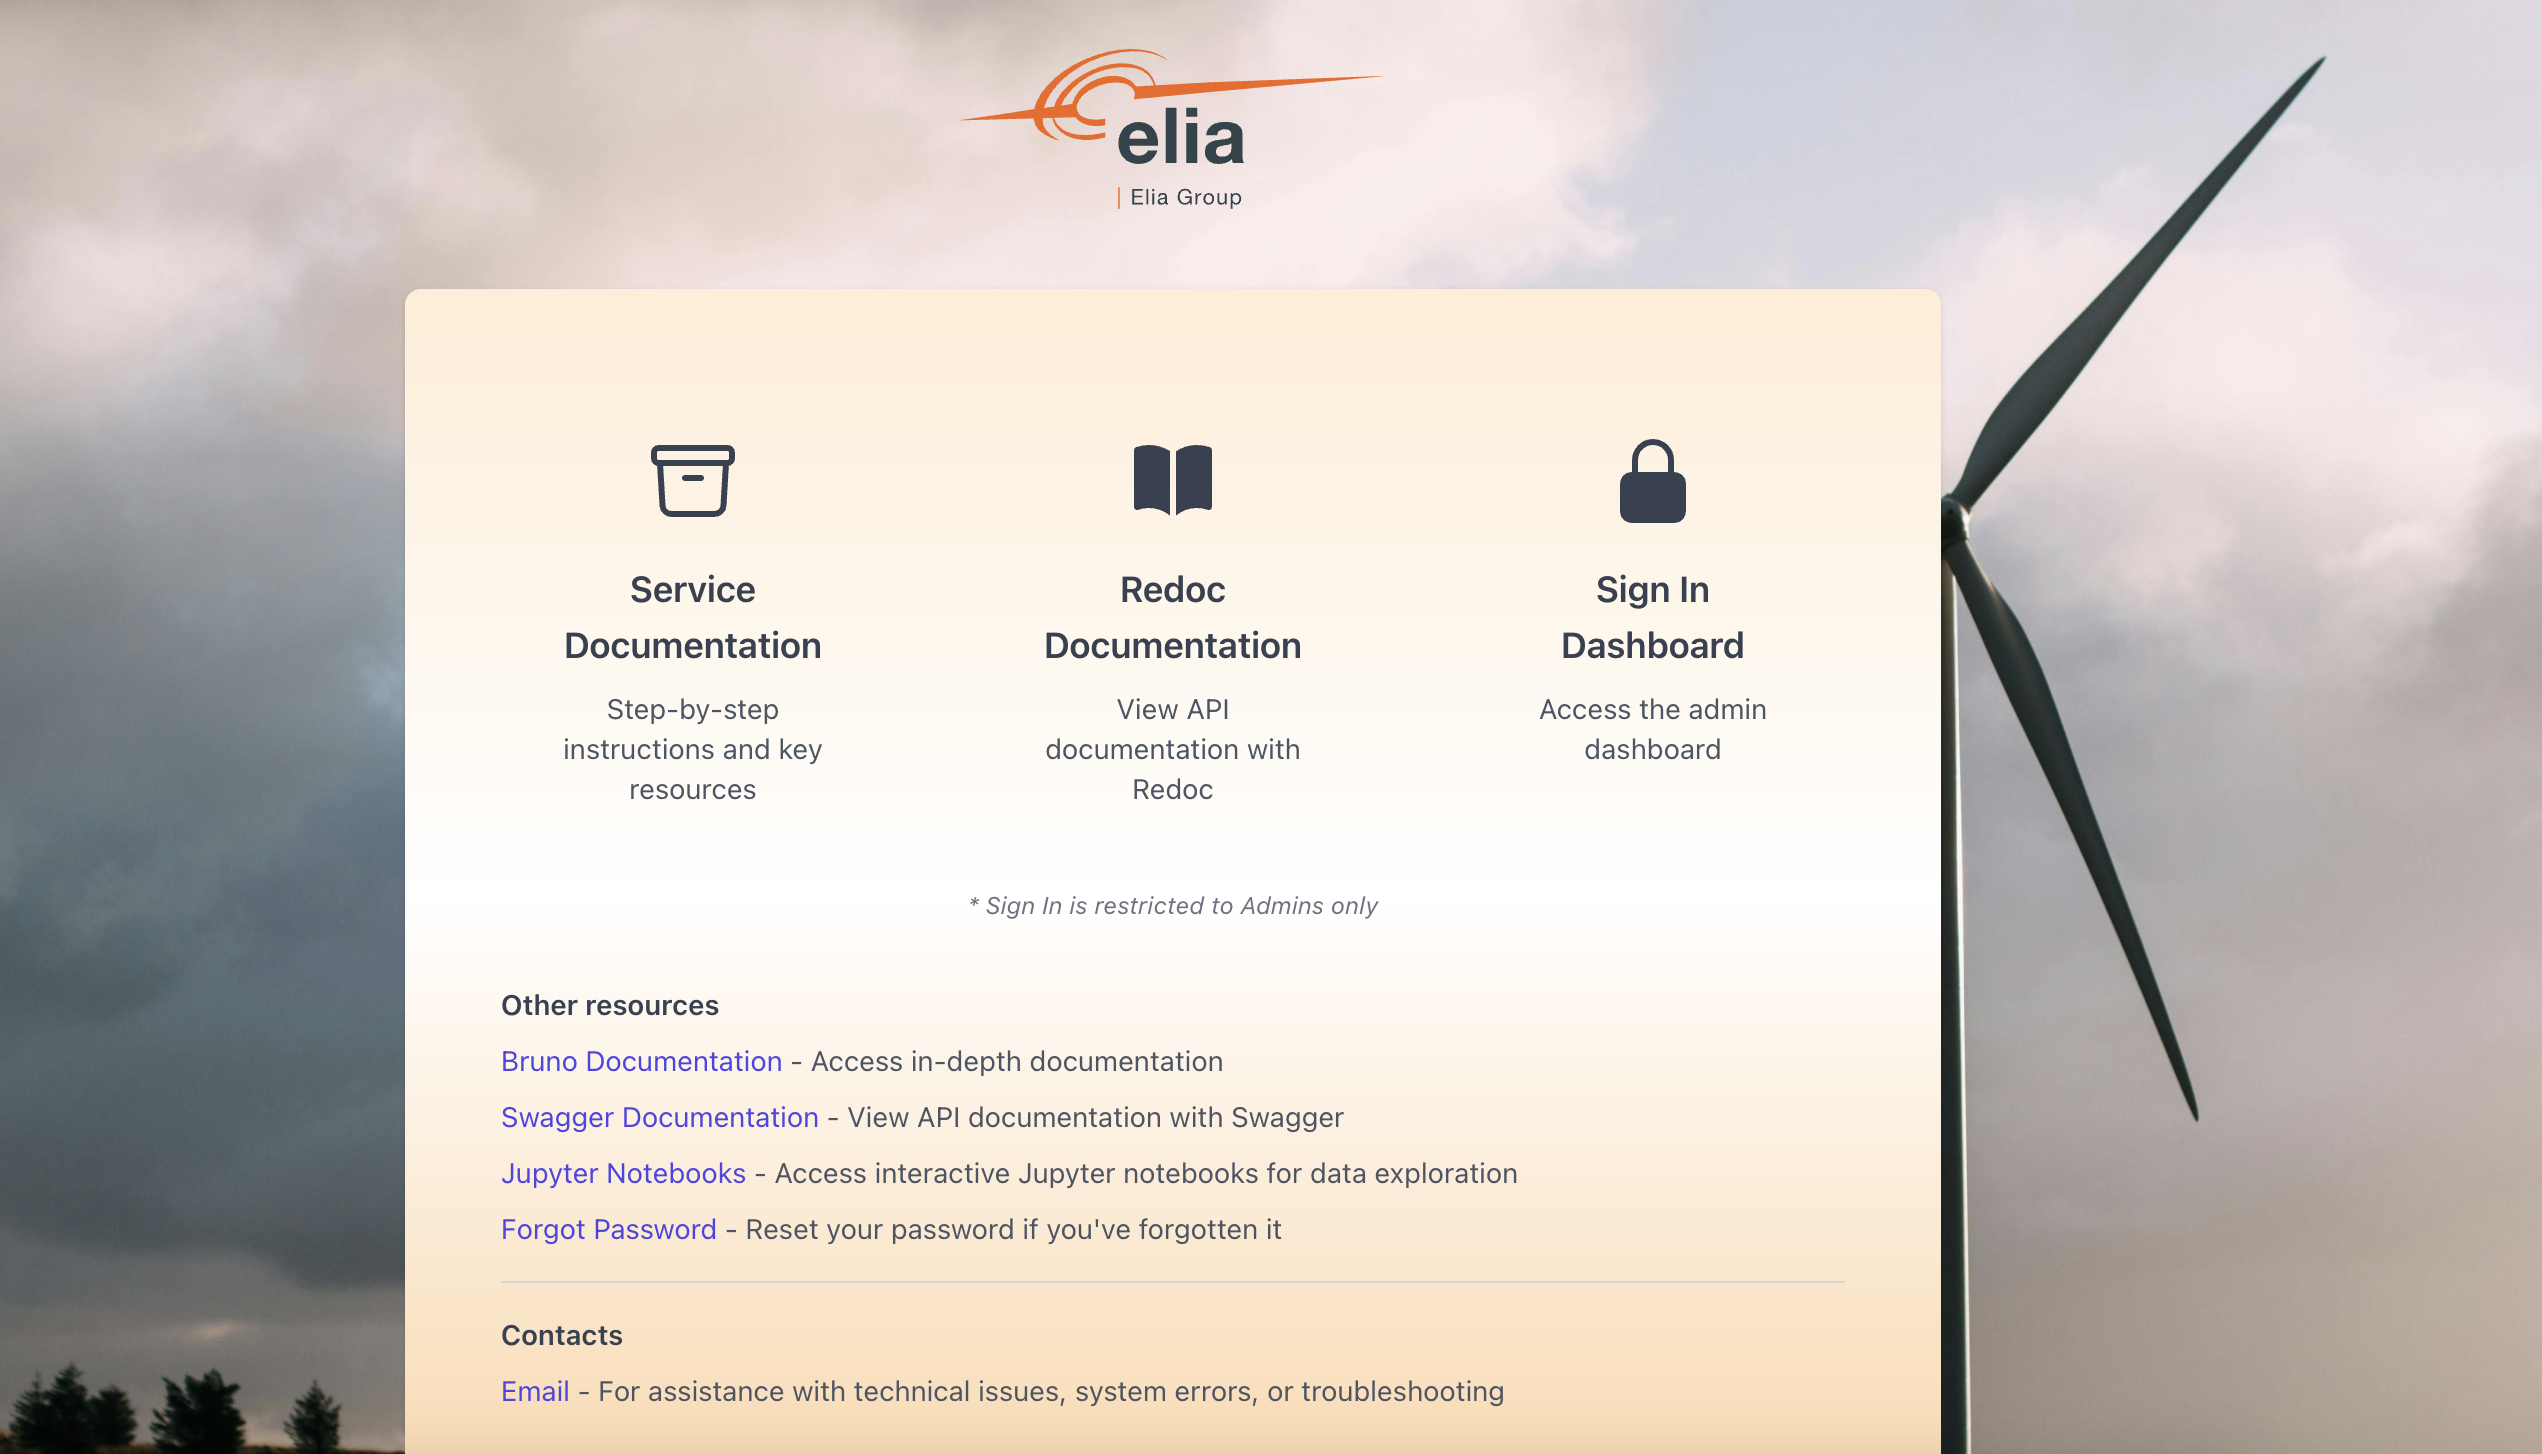 elia
| Elia Group
Service
Documentation
Step-by-step
instructions and key
resources
Redoc
Documentation
View API
documentation with
Redoc
Sign In
Dashboard
Access the admin
dashboard
* Sign In is restricted to Admins only
Other resources
Bruno Documentation - Access in-depth documentation
Swagger Documentation - View API documentation with Swagger
Jupyter Notebooks - Access interactive Jupyter notebooks for data exploration
Forgot Password - Reset your password if you've forgotten it
Contacts
Email - For assistance with technical issues, system errors, or troubleshooting